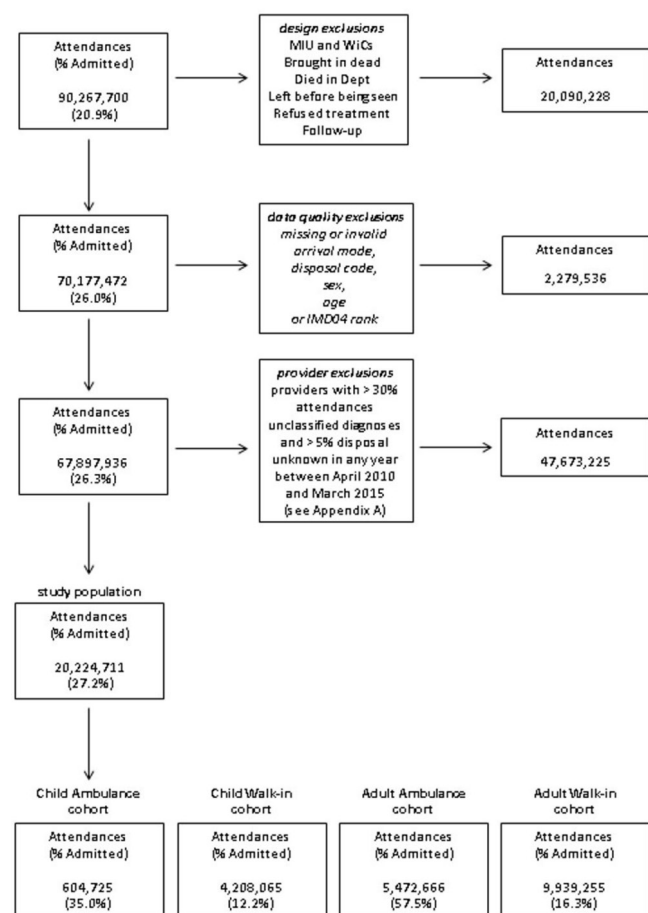 Attendances
(% Admitted)
90,267,700
(20.9%)
design exclusions
MIU and WiCs
Brought in dead
Died in Dept
Left before being seen
Refused treatment
Follow-up
Attendances
20,090,228
Attendances
(% Admitted)
70,177,472
(26.0%)
data quality exclusions
missing or invalid
arrival mode,
disposal code,
sex,
age
or IMD04 rank
Attendances
2,279,536
Attendances
(% Admitted)
67,897,936
(26.3%)
provider exclusions
providers with > 30%
attendances
unclassified diagnoses
and > 5% disposal
unknown in any year
between April 2010
and March 2015
(see Appendix A)
Attendances
47,673,225
study population
Attendances
(% Admitted)
20,224,711
(27.2%)
Child Ambulance
cohort
Attendances
(% Admitted)
604,725
(35.0%)
Child Walk-in
cohort
Attendances
(% Admitted)
4,208,065
(12.2%)
Adult Ambulance
cohort
Attendances
(% Admitted)
5,472,666
(57.5%)
Adult Walk-in
cohort
Attendances
(% Admitted)
9,939,255
(16.3%)